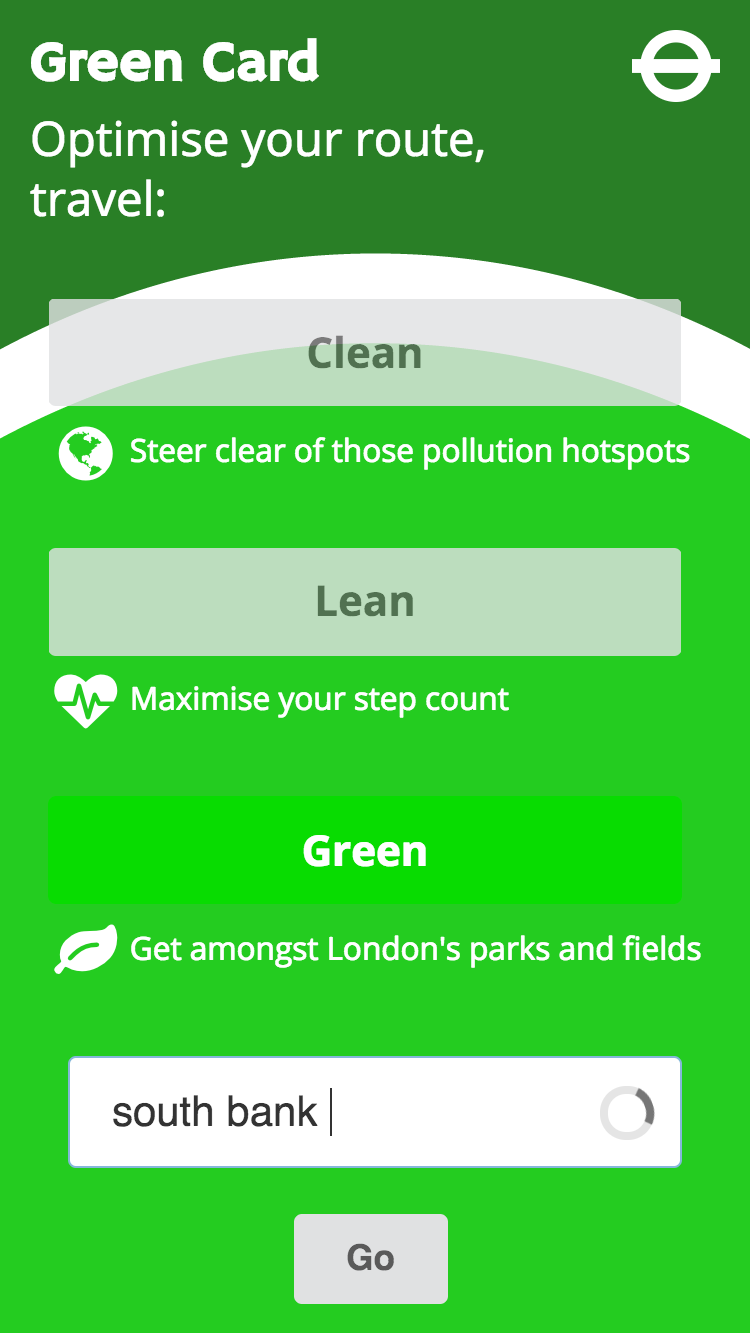 Green Card
Optimise your route,
travel:
Clean
Steer clear of those pollution hotspots
Lean
Maximise your step count
Green
Get amongst London's parks and fields
south bank
Go